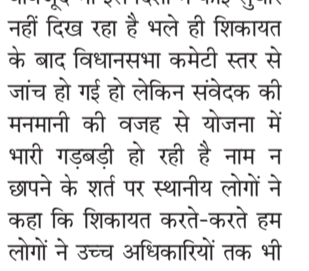 नहीं दिख रहा है भले ही शिकायत
के बाद विधानसभा कमेटी स्तर से
जांच हो गई हो लेकिन संवेदक की
मनमानी की वजह से योजना में
भारी गड़बड़ी हो रही है नाम न
छापने के शर्त पर स्थानीय लोगों ने
कहा कि शिकायत करते-करते हम
लोगों ने उच्च अधिकारियों तक भी